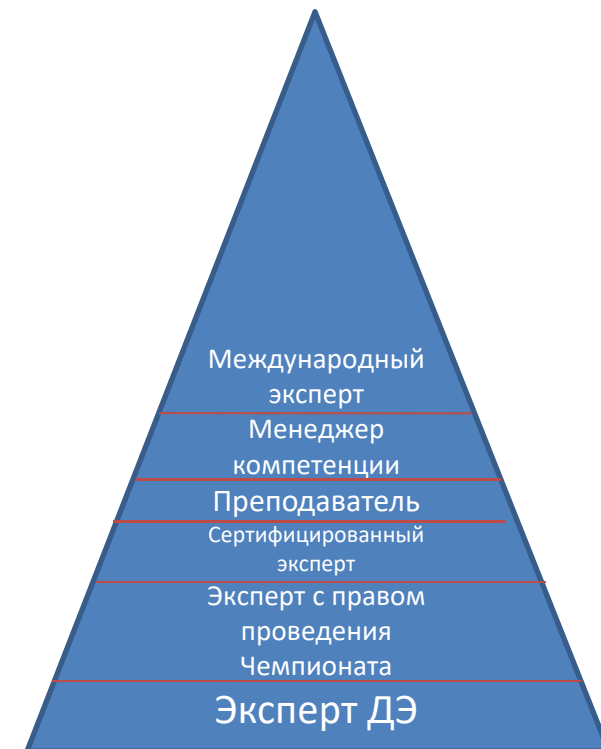 Международный
эксперт
Менеджер
компетенции
Преподаватель
Сертифицированный
эксперт
Эксперт с правом
проведения
Чемпионата
Эксперт ДЭ